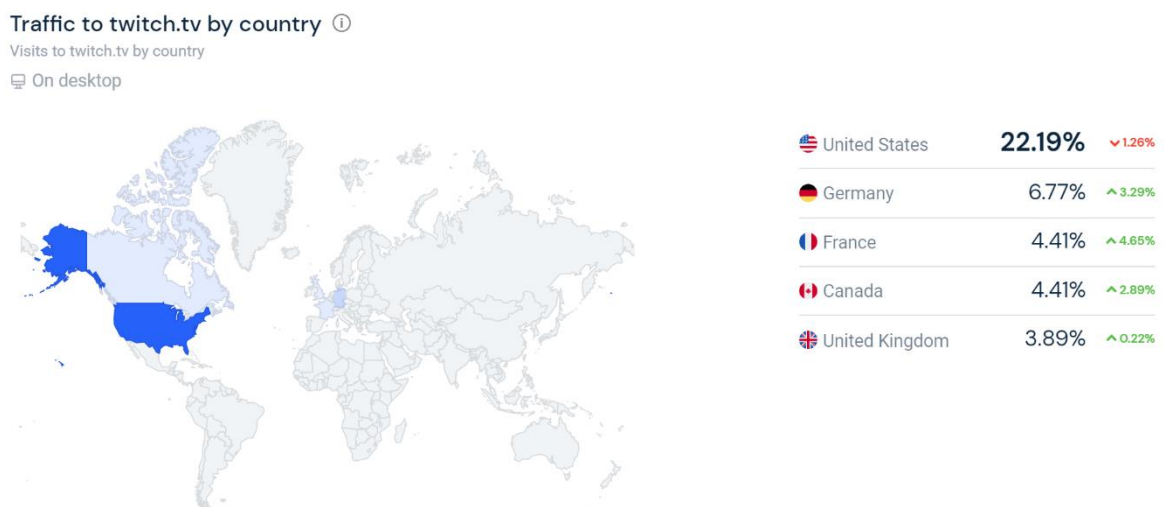 Traffic to twitch.tv by country
Visits to twitch.tv by country
On desktop
United States 22.19% 1.26%
Germany 6.77% 3.29%
France 4.41% 4.65%
Canada 4.41% 2.89%
United Kingdom 3.89% 0.22%